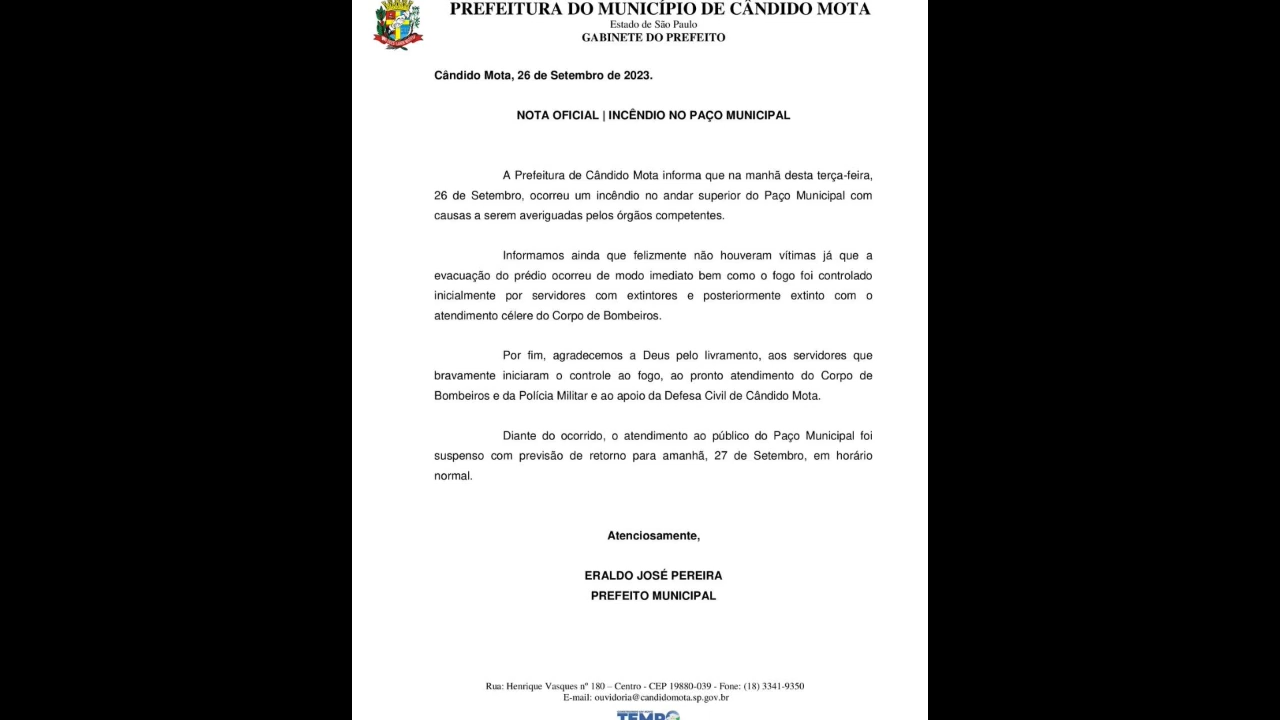 PREFEITURA DO MUNICÍPIO DE CÂNDIDO MOTA
Estado de São Paulo
GABINETE DO PREFEITO
Cândido Mota, 26 de Setembro de 2023.
NOTA OFICIAL | INCÊNDIO NO PAÇO MUNICIPAL
A Prefeitura de Cândido Mota informa que na manhã desta terça-feira,
26 de Setembro, ocorreu um incêndio no andar superior do Paço Municipal com
causas a serem averiguadas pelos órgãos competentes.
Informamos ainda que felizmente não houveram vítimas já que a
evacuação do prédio ocorreu de modo imediato bem como o fogo foi controlado
inicialmente por servidores com extintores e posteriormente extinto com o
atendimento célere do Corpo de Bombeiros.
Por fim, agradecemos a Deus pelo livramento, aos servidores que
bravamente iniciaram o controle ao fogo, ao pronto atendimento do Corpo de
Bombeiros e da Polícia Militar e ao apoio da Defesa Civil de Cândido Mota.
Diante do ocorrido, o atendimento ao público do Paço Municipal foi
suspenso com previsão de retorno para amanhã, 27 de Setembro, em horário
normal.
Atenciosamente,
ERALDO JOSÉ PEREIRA
PREFEITO MUNICIPAL
Rua: Henrique Vasques nº 180 – Centro - CEP 19880-039 - Fone: (18) 3341-9350
E-mail: ouvidoria@candidomota.sp.gov.br
TEMPO